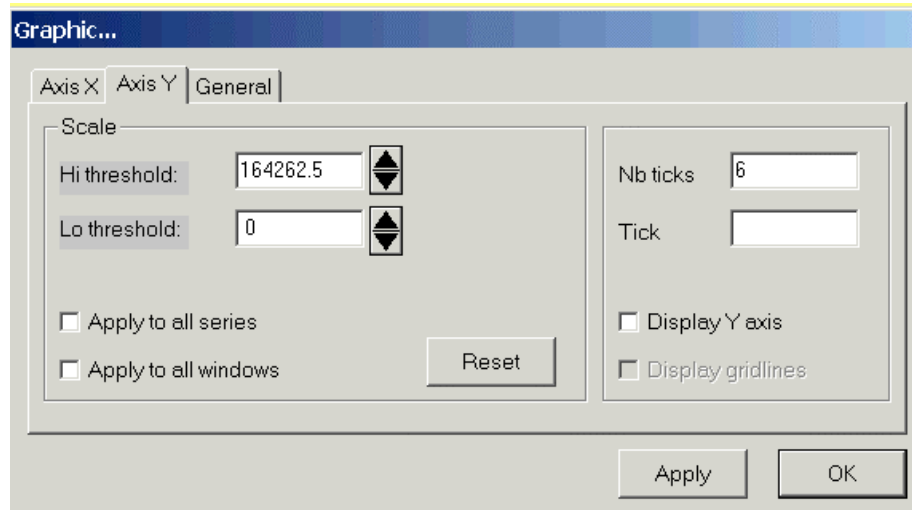 Graphic...
Axis X Axis Y General
Scale
Hi threshold: 164262.5
Lo threshold: 0
Apply to all series
Apply to all windows
Reset
Nb ticks 6
Tick
Display Y axis
Display gridlines
Apply OK